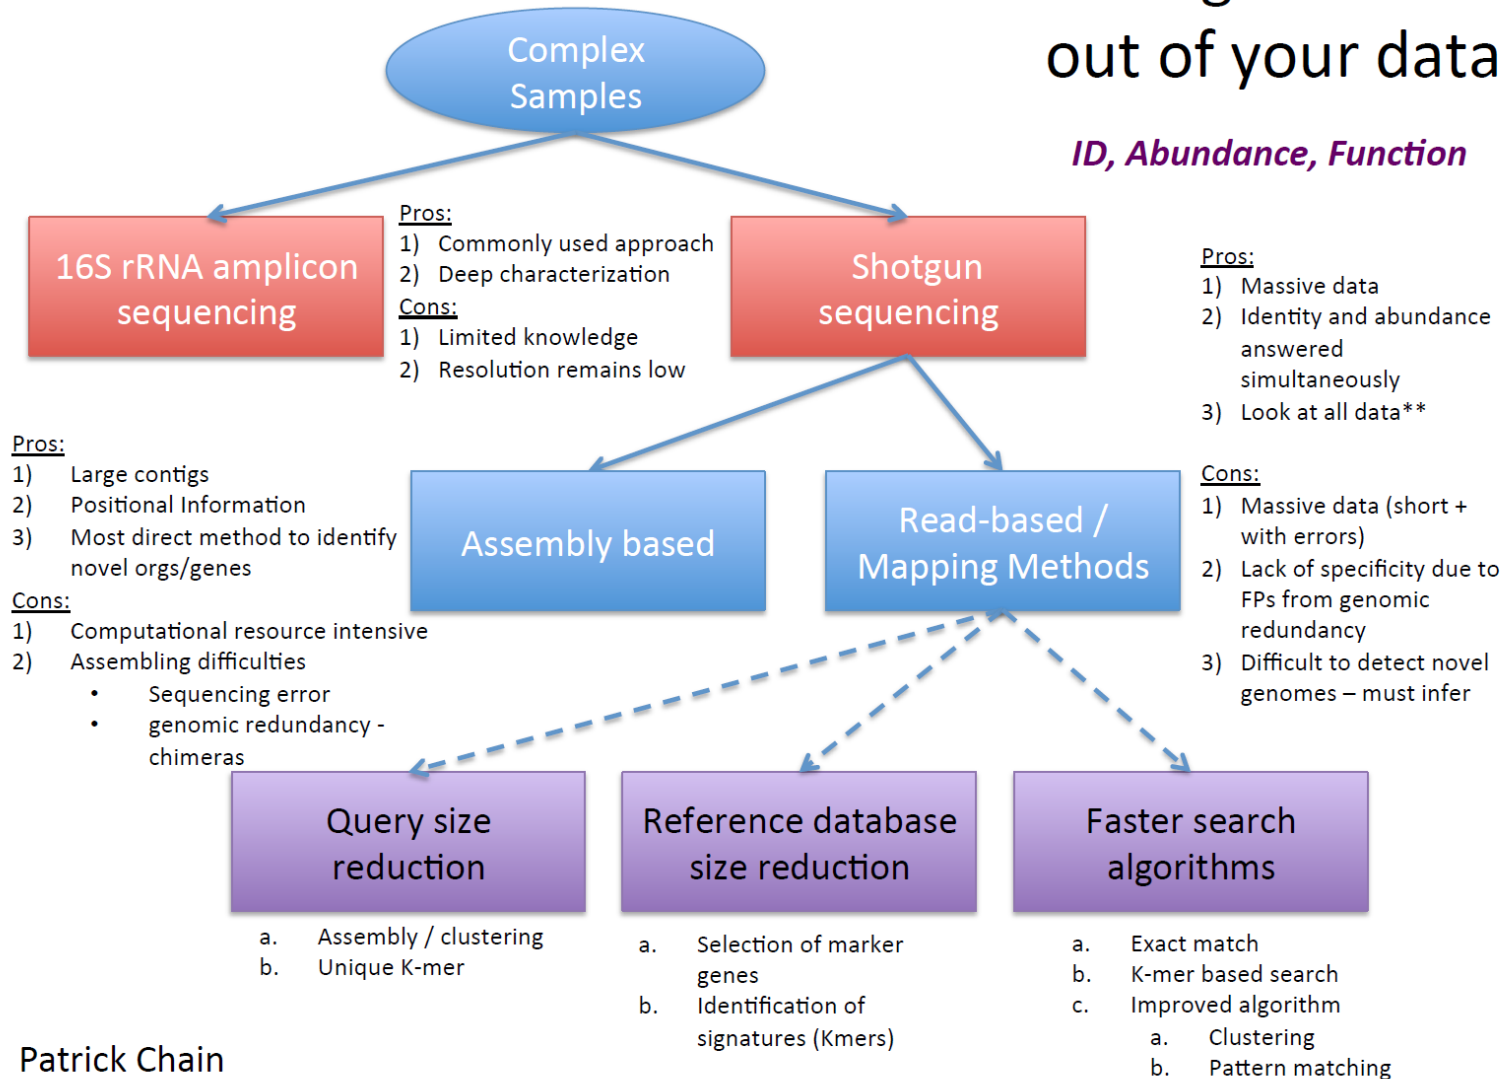 out of your data
ID, Abundance, Function
Complex
Samples
16S rRNA amplicon
sequencing
Pros:
1) Commonly used approach
2) Deep characterization
Cons:
1) Limited knowledge
2) Resolution remains low
Shotgun
sequencing
Pros:
1) Massive data
2) Identity and abundance
answered
simultaneously
3) Look at all data**
Cons:
1) Massive data (short +
with errors)
2) Lack of specificity due to
FPs from genomic
redundancy
3) Difficult to detect novel
genomes – must infer
Pros:
1) Large contigs
2) Positional Information
3) Most direct method to identify
novel orgs/genes
Cons:
1) Computational resource intensive
2) Assembling difficulties
• Sequencing error
• genomic redundancy -
chimeras
Assembly based
Read-based /
Mapping Methods
Query size
reduction
a. Assembly / clustering
b. Unique K-mer
Reference database
size reduction
a. Selection of marker
genes
b. Identification of
signatures (Kmers)
Faster search
algorithms
a. Exact match
b. K-mer based search
c. Improved algorithm
a. Clustering
b. Pattern matching
Patrick Chain